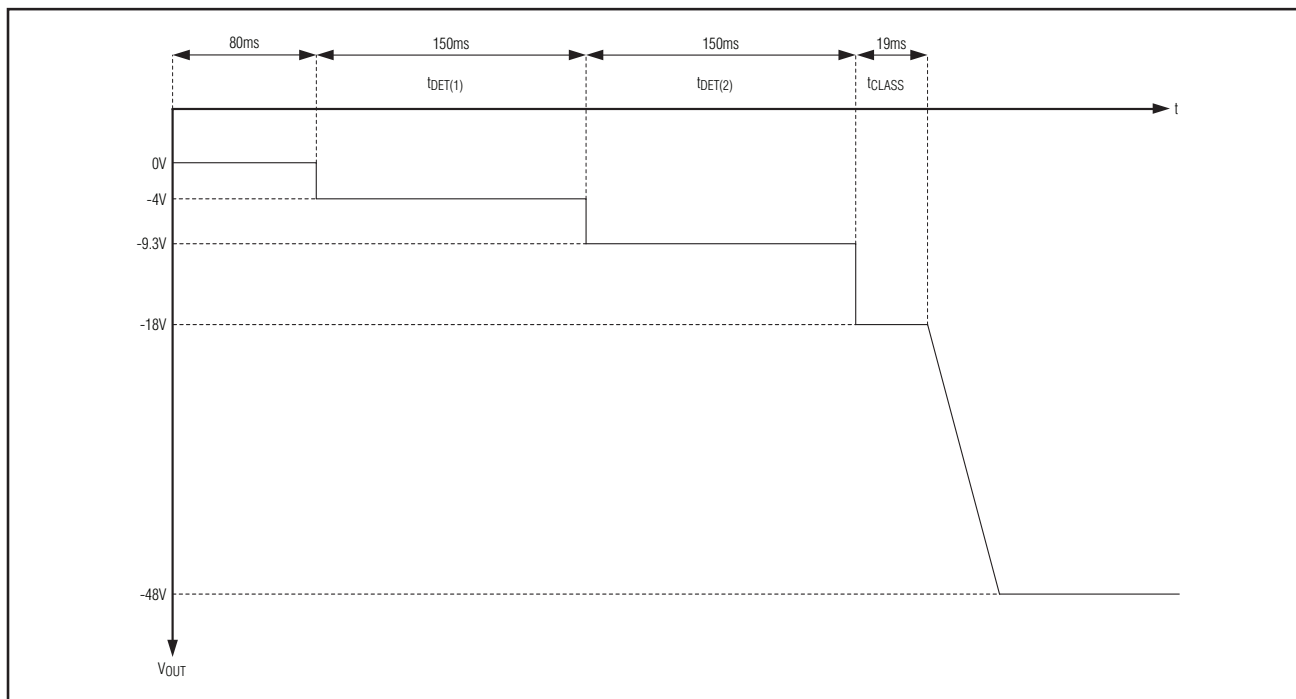 80ms 150ms 150ms 19ms
tDET(1) tDET(2) tCLASS
t
0V
-4V
-9.3V
-18V
-48V
VOUT